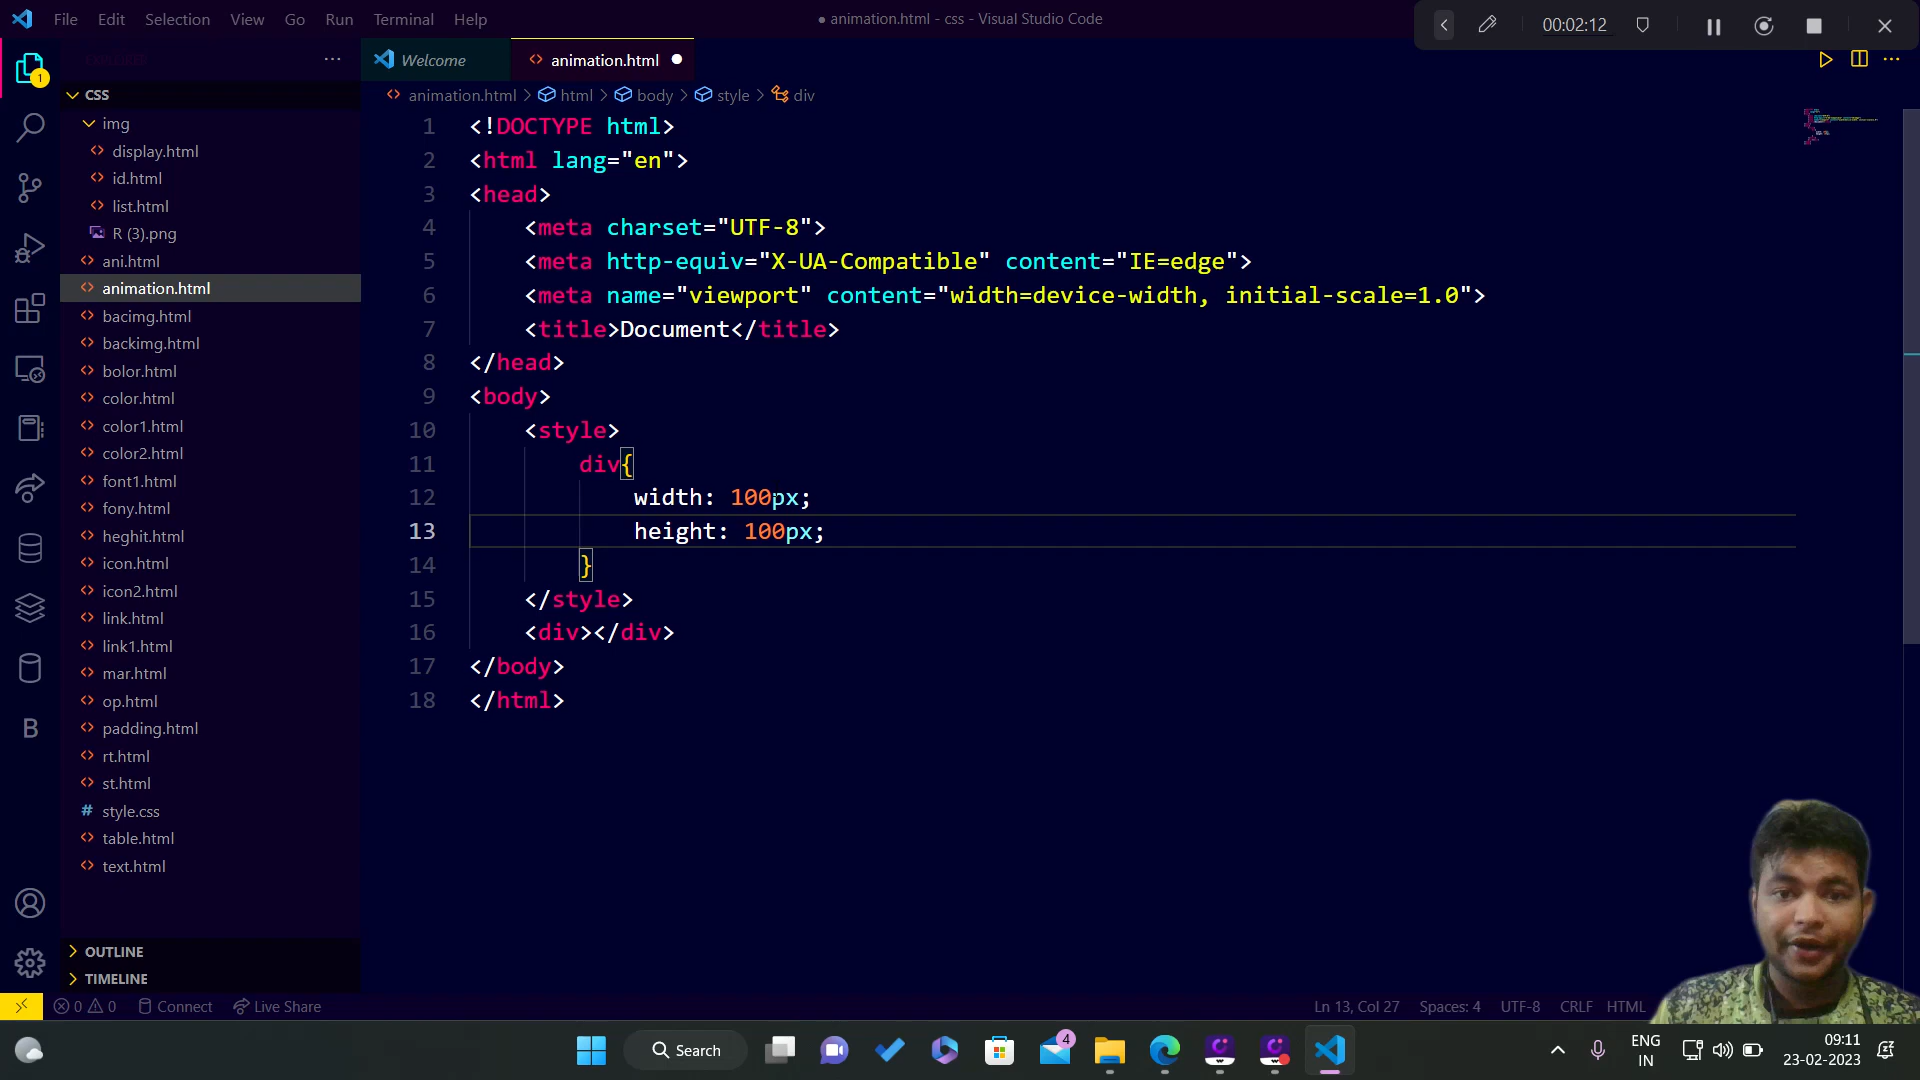 File Edit Selection View Go Run Terminal Help
● animation.html - css - Visual Studio Code
00:02:12
1
Welcome
animation.html
animation.html > html > body > style > div
CSS
img
display.html
id.html
list.html
R (3).png
ani.html
animation.html
bacimg.html
backimg.html
bolor.html
color.html
color1.html
color2.html
font1.html
fony.html
heghit.html
icon.html
icon2.html
link.html
link1.html
mar.html
op.html
padding.html
rt.html
st.html
style.css
table.html
text.html
OUTLINE
TIMELINE
1 <!DOCTYPE html>
2 <html lang="en">
3 <head>
4 <meta charset="UTF-8">
5 <meta http-equiv="X-UA-Compatible" content="IE=edge">
6 <meta name="viewport" content="width=device-width, initial-scale=1.0">
7 <title>Document</title>
8 </head>
9 <body>
10 <style>
11 div{
12 width: 100px;
13 height: 100px;
14 }
15 </style>
16 <div></div>
17 </body>
18 </html>
0 0 Connect Live Share
Ln 13, Col 27 Spaces: 4 UTF-8 CRLF HTML
Search
4
ENG
IN
09:11
23-02-2023